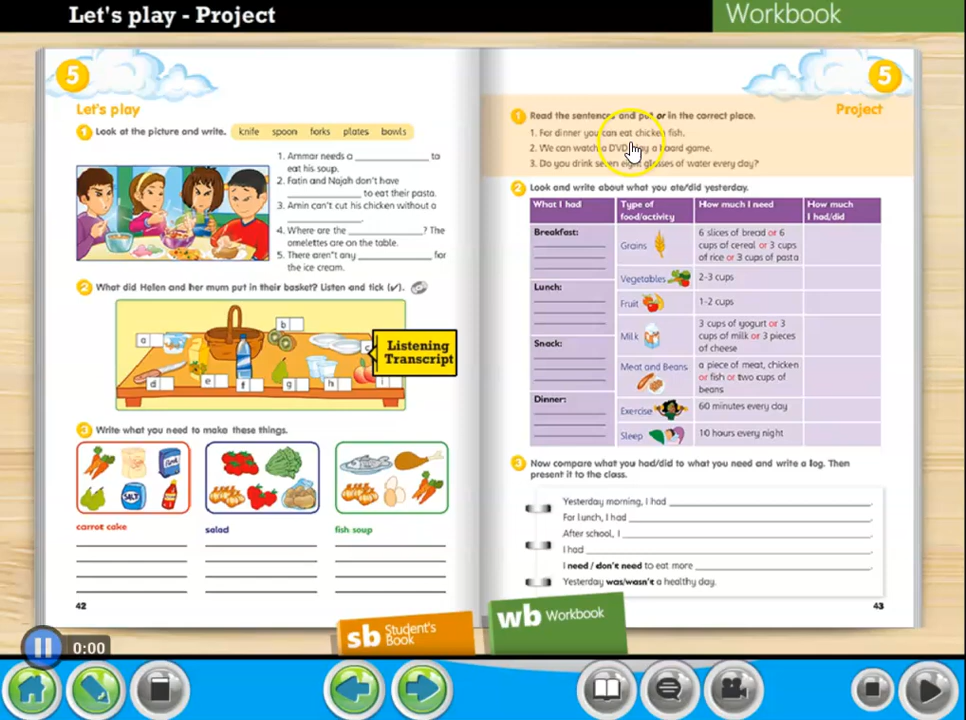 Let's play - Project
Workbook
5
Let's play
1 Look at the picture and write.
knife spoon forks plates bowls
1. Ammar needs a ____________ to
eat his soup.
2. Fatin and Najah don't have
____________ to eat their pasta.
3. Amin can't cut his chicken without a
____________.
4. Where are the ____________? The
omelettes are on the table.
5. There aren't any ____________ for
the ice cream.
2 What did Helen and her mum put in their basket? Listen and tick (✓).
a
b
c
d
e
f
g
h
i
Listening
Transcript
3 Write what you need to make these things.
SALT
carrot cake
salad
fish soup
42
5
Project
1 Read the sentences and put or in the correct place.
1. For dinner you can eat chicken fish.
2. We can watch a DVD play a board game.
3. Do you drink seven eight glasses of water every day?
2 Look and write about what you ate/did yesterday.
What I had
Type of
food/activity
How much I need
How much
I had/did
Breakfast:
Grains
6 slices of bread or 6
cups of cereal or 3 cups
of rice or 3 cups of pasta
Vegetables
2-3 cups
Lunch:
Fruit
1-2 cups
Milk
3 cups of yogurt or 3
cups of milk or 3 pieces
of cheese
Snack:
Meat and Beans
a piece of meat, chicken
or fish or two cups of
beans
Dinner:
Exercise
60 minutes every day
Sleep
10 hours every night
3 Now compare what you had/did to what you need and write a log. Then
present it to the class.
Yesterday morning, I had ____________.
For lunch, I had ____________.
After school, I ____________.
I had ____________.
I need / don't need to eat more ____________.
Yesterday was/wasn't a healthy day.
43
sb Student's
Book
wb Workbook
0:00